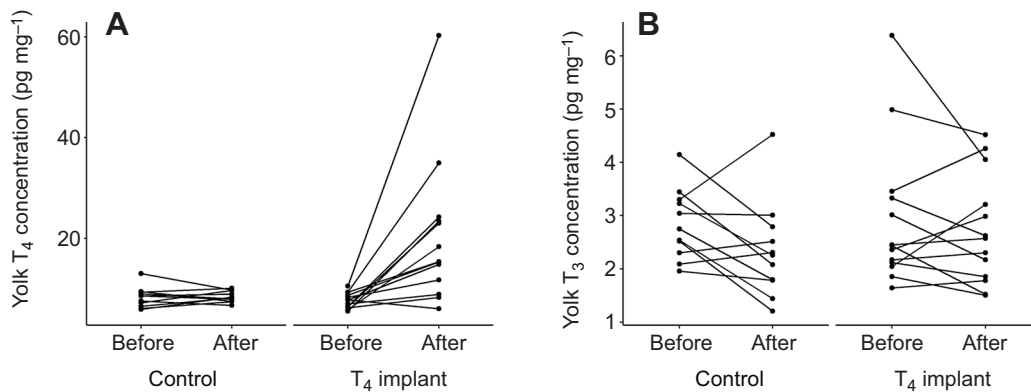 A
Yolk T₄ concentration (pg mg⁻¹)
60
40
20
Before After Before After
Control T₄ implant
B
Yolk T₃ concentration (pg mg⁻¹)
6
5
4
3
2
1
Before After Before After
Control T₄ implant